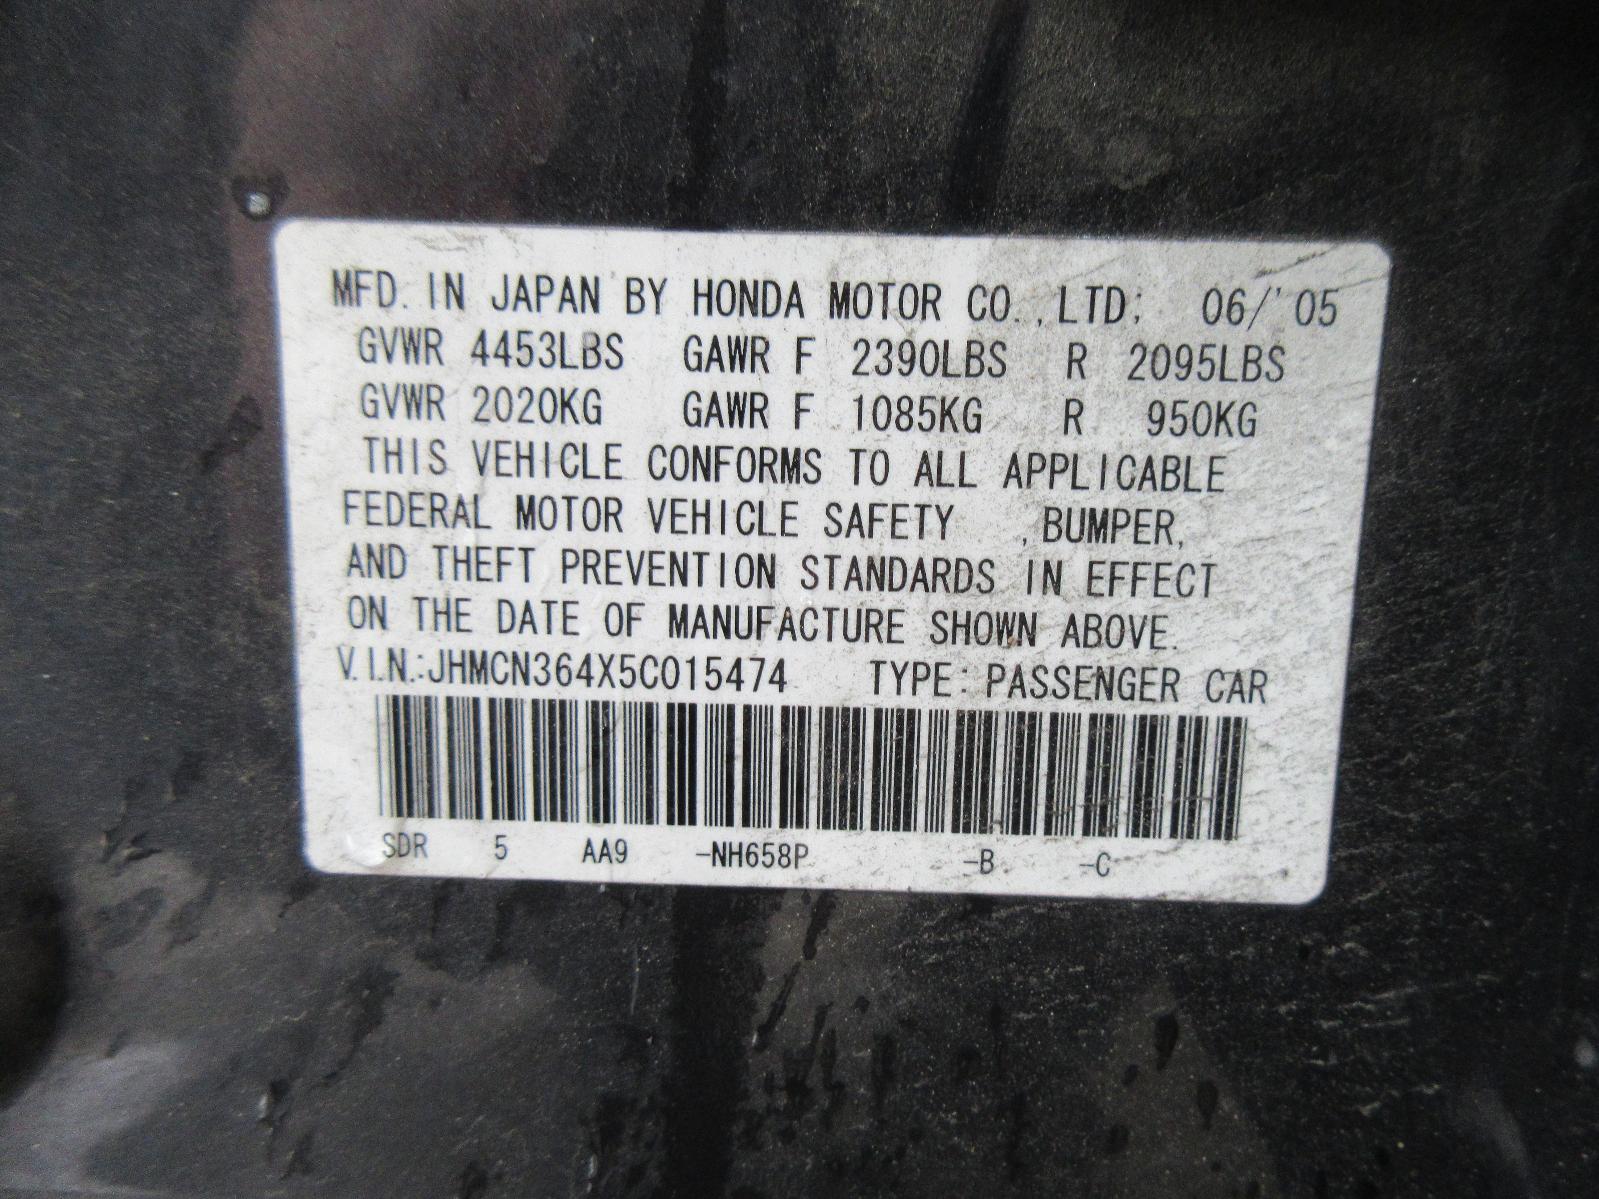 MFD. IN JAPAN BY HONDA MOTOR CO.,LTD; 06/'05
GVWR 4453LBS GAWR F 2390LBS R 2095LBS
GVWR 2020KG GAWR F 1085KG R 950KG
THIS VEHICLE CONFORMS TO ALL APPLICABLE
FEDERAL MOTOR VEHICLE SAFETY , BUMPER,
AND THEFT PREVENTION STANDARDS IN EFFECT
ON THE DATE OF MANUFACTURE SHOWN ABOVE.
V.I.N.:JHMCN364X5C015474 TYPE: PASSENGER CAR
SDR 5 AA9 -NH658P -B -C